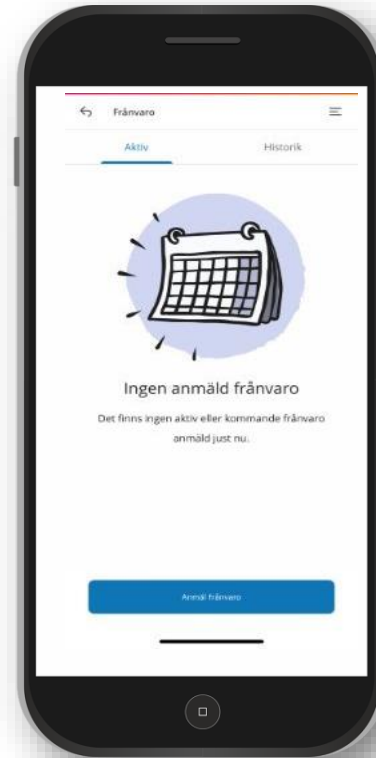 Frånvaro
Aktiv Historik
Ingen anmäld frånvaro
Det finns ingen aktiv eller kommande frånvaro
anmäld just nu.
Anmäl frånvaro